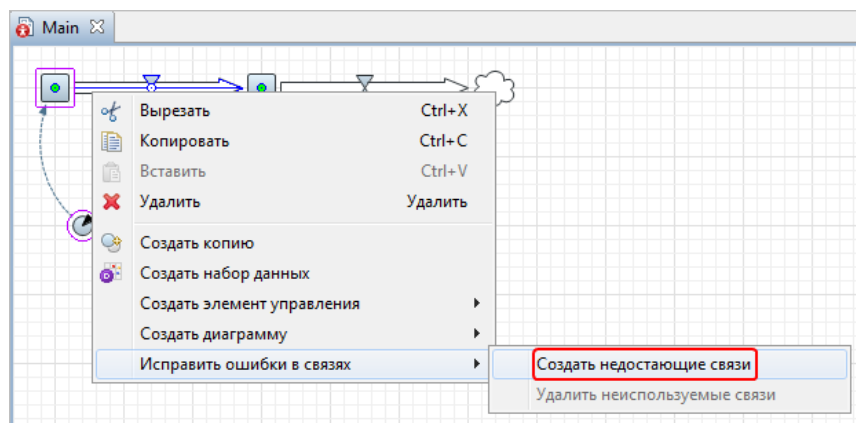 Main
Вырезать Ctrl+X
Копировать Ctrl+C
Вставить Ctrl+V
Удалить Удалить
Создать копию
Создать набор данных
Создать элемент управления
Создать диаграмму
Исправить ошибки в связях
Создать недостающие связи
Удалить неиспользуемые связи